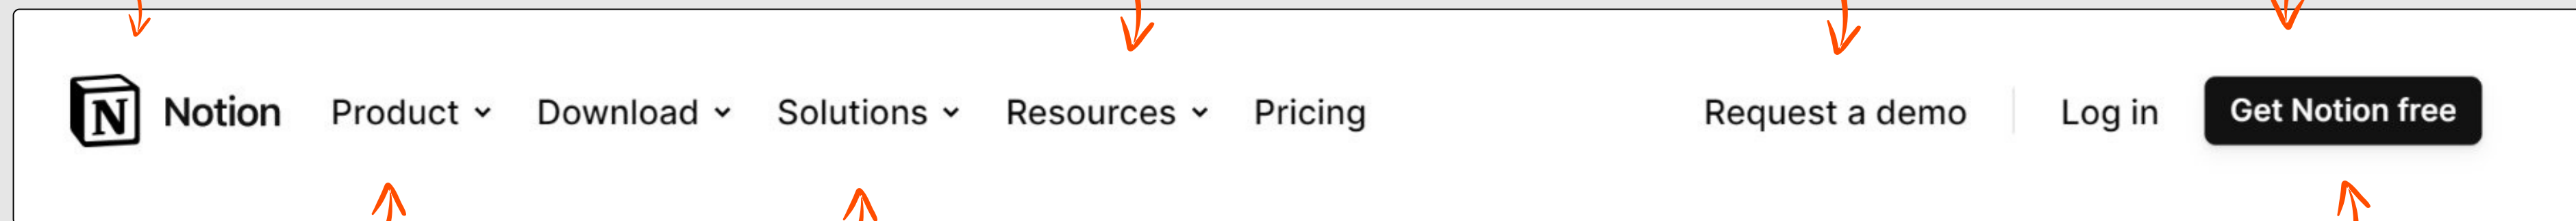 N Notion Product Download Solutions Resources Pricing Request a demo Log in Get Notion free